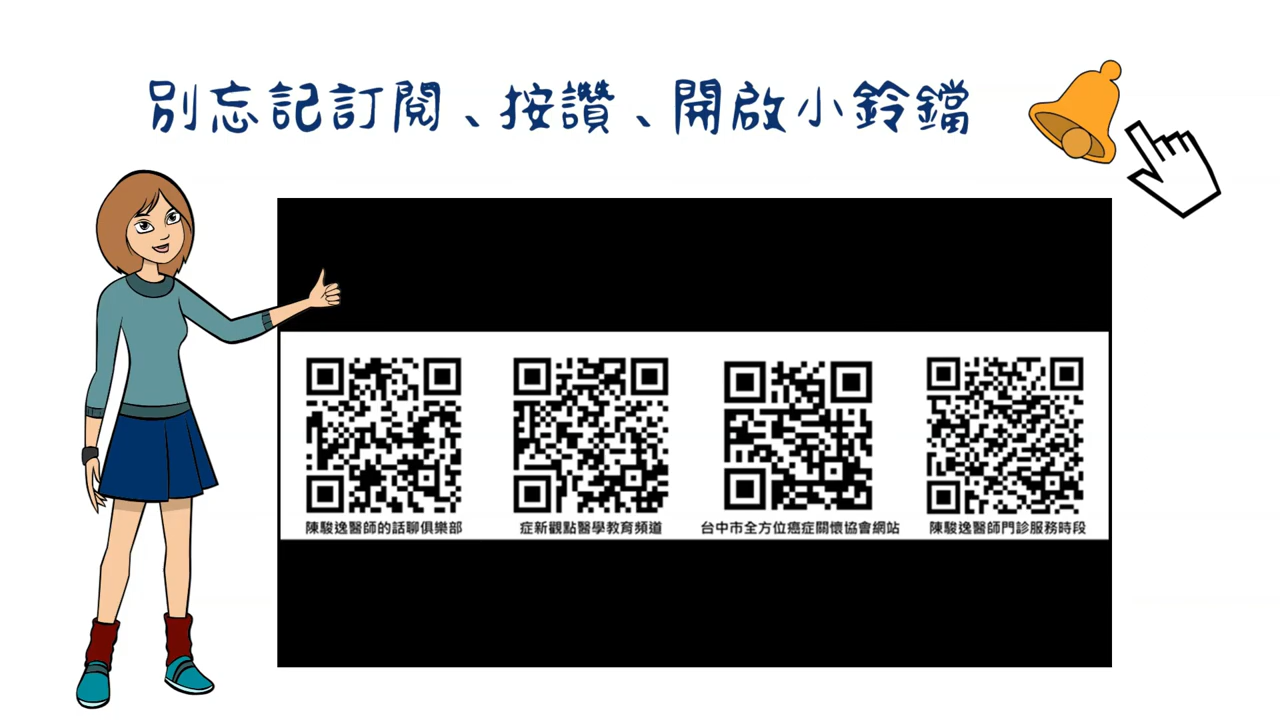 別忘記訂閱、按讚、開啟小鈴鐺
陳駿逸醫師的話聊俱樂部
症新觀點醫學教育頻道
台中市全方位癌症關懷協會網站
陳駿逸醫師門診服務時段